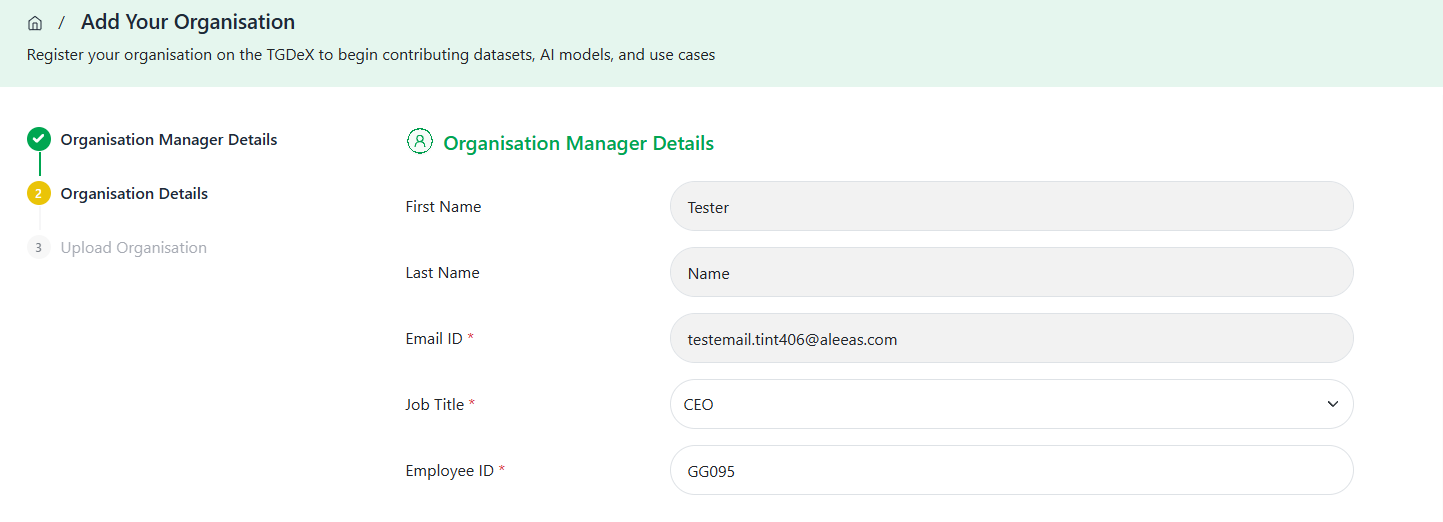 / Add Your Organisation
Register your organisation on the TGDeX to begin contributing datasets, AI models, and use cases
Organisation Manager Details
2 Organisation Details
3 Upload Organisation
Organisation Manager Details
First Name Tester
Last Name Name
Email ID * testemail.tint406@aleeas.com
Job Title * CEO
Employee ID * GG095